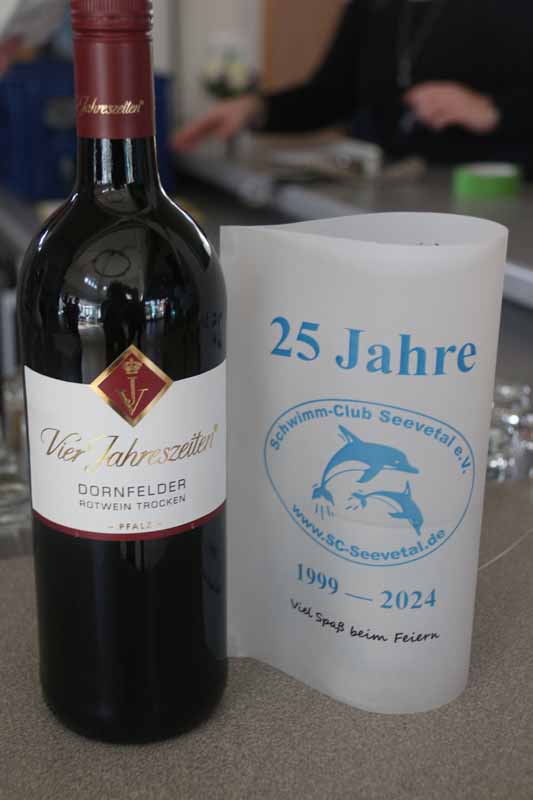 Jahreszeiten®
JV
Vier Jahreszeiten®
DORNFELDER
ROTWEIN TROCKEN
– PFALZ –
25 Jahre
Schwimm-Club Seevetal e.V.
www.SC-Seevetal.de
1999 — 2024
Viel Spaß beim Feiern